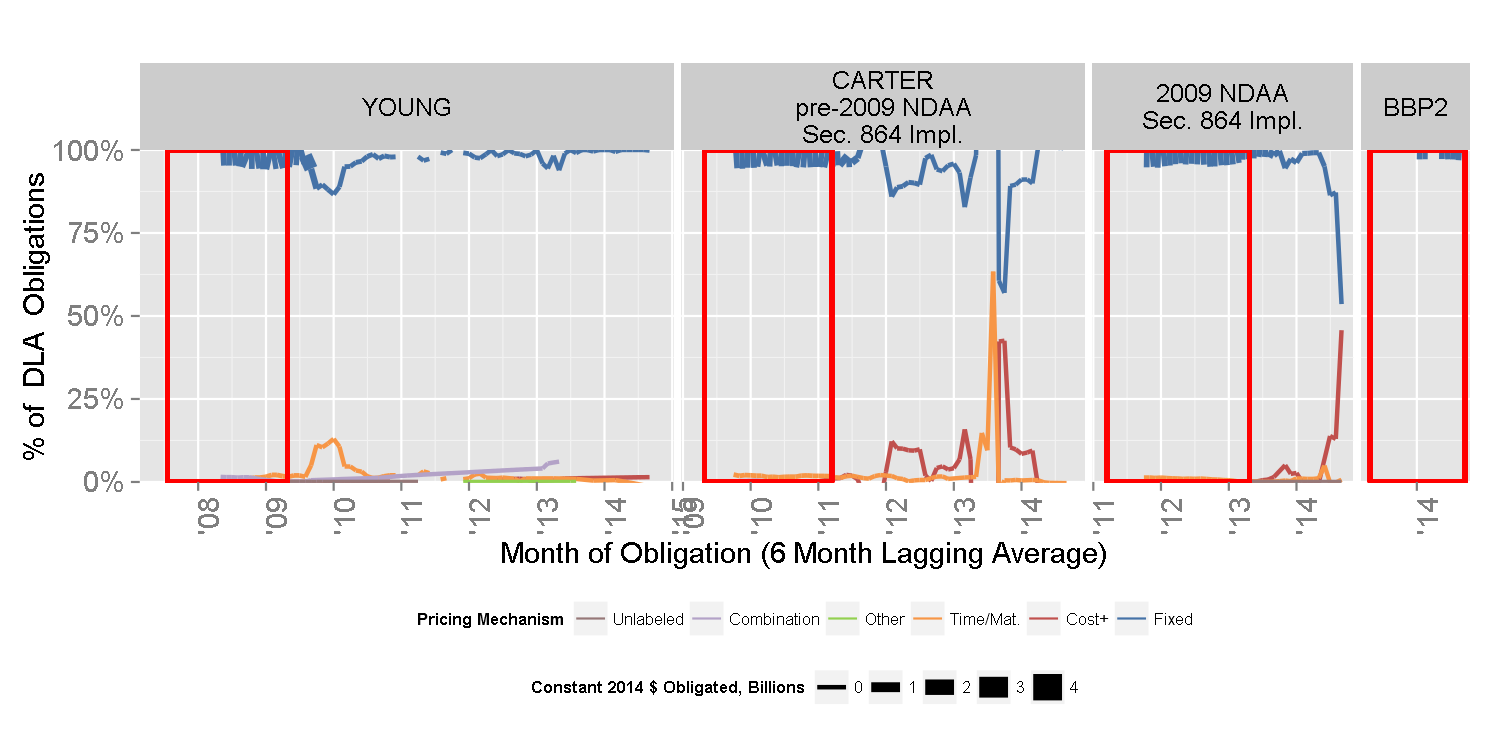 YOUNG
CARTER
pre-2009 NDAA
Sec. 864 Impl.
2009 NDAA
Sec. 864 Impl.
BBP2
% of DLA Obligations
100%
75%
50%
25%
0%
'08 '09 '10 '11 '12 '13 '14 '15
'09 '10 '11 '12 '13 '14
'11 '12 '13 '14
'14
Month of Obligation (6 Month Lagging Average)
Pricing Mechanism Unlabeled Combination Other Time/Mat. Cost+ Fixed
Constant 2014 $ Obligated, Billions 0 1 2 3 4